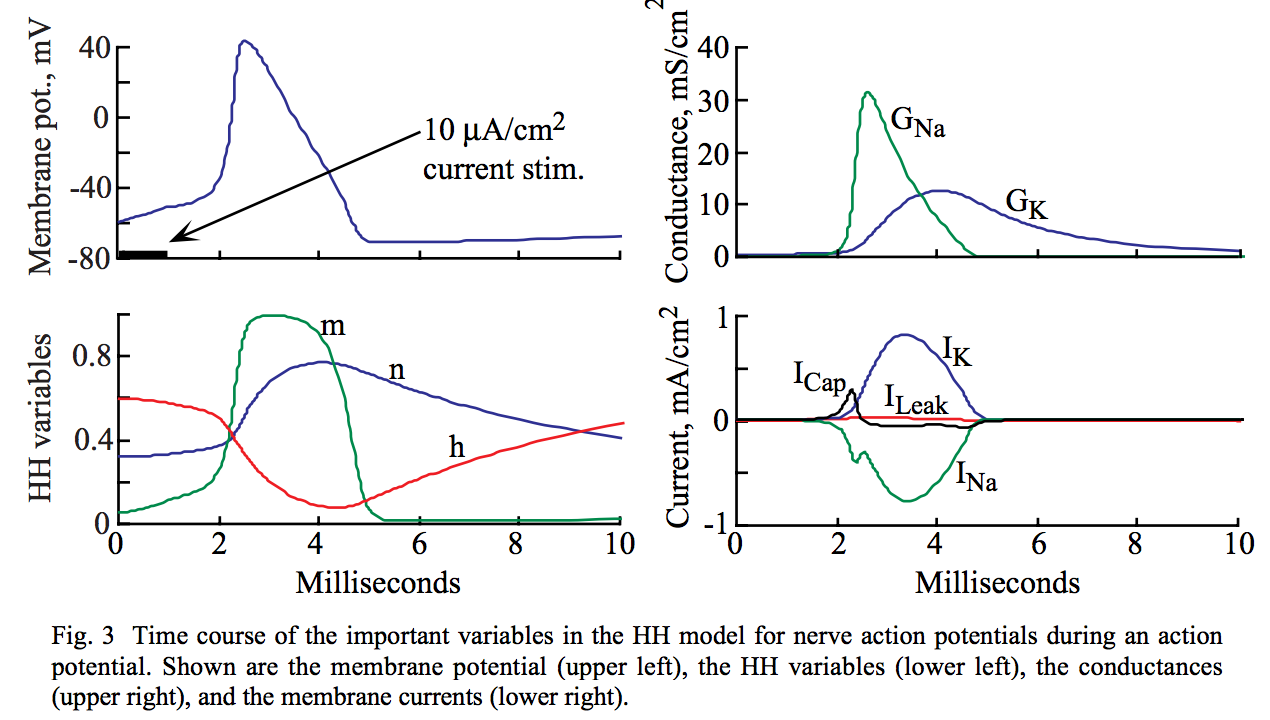 Membrane pot., mV
40
0
-40
-80
10 µA/cm2
current stim.
Conductance, mS/cm2
40
30
20
10
0
GNa
GK
HH variables
0.8
0.4
0
m
n
h
0 2 4 6 8 10
Milliseconds
Current, mA/cm2
1
0
-1
ICap
ILeak
IK
INa
0 2 4 6 8 10
Milliseconds
Fig. 3 Time course of the important variables in the HH model for nerve action potentials during an action
potential. Shown are the membrane potential (upper left), the HH variables (lower left), the conductances
(upper right), and the membrane currents (lower right).